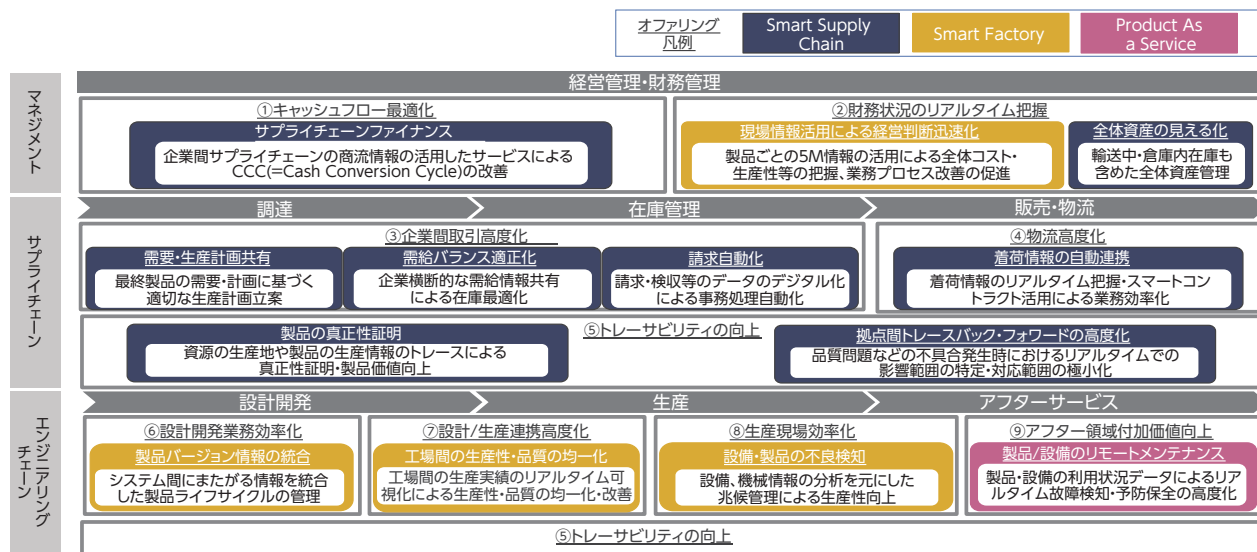 オファリング
凡例
Smart Supply
Chain
Smart Factory
Product As
a Service
マネジメント
経営管理・財務管理
①キャッシュフロー最適化
サプライチェーンファイナンス
企業間サプライチェーンの商流情報の活用したサービスによる
CCC(=Cash Conversion Cycle)の改善
②財務状況のリアルタイム把握
現場情報活用による経営判断迅速化
製品ごとの5M情報の活用による全体コスト・
生産性等の把握、業務プロセス改善の促進
全体資産の見える化
輸送中・倉庫内在庫も
含めた全体資産管理
サプライチェーン
調達
在庫管理
販売・物流
③企業間取引高度化
需要・生産計画共有
最終製品の需要・計画に基づく
適切な生産計画立案
需給バランス適正化
企業横断的な需給情報共有
による在庫最適化
請求自動化
請求・検収等のデータのデジタル化
による事務処理自動化
④物流高度化
着荷情報の自動連携
着荷情報のリアルタイム把握・スマートコン
トラクト活用による業務効率化
⑤トレーサビリティの向上
製品の真正性証明
資源の生産地や製品の生産情報のトレースによる
真正性証明・製品価値向上
拠点間トレースバック・フォワードの高度化
品質問題などの不具合発生時におけるリアルタイムでの
影響範囲の特定・対応範囲の極小化
エンジニアリング
チェーン
設計開発
生産
アフターサービス
⑥設計開発業務効率化
製品バージョン情報の統合
システム間にまたがる情報を統合
した製品ライフサイクルの管理
⑦設計/生産連携高度化
工場間の生産性・品質の均一化
工場間の生産実績のリアルタイム可
視化による生産性・品質の均一化・改善
⑧生産現場効率化
設備・製品の不良検知
設備、機械情報の分析を元にした
兆候管理による生産性向上
⑨アフター領域付加価値向上
製品/設備のリモートメンテナンス
製品・設備の利用状況データによるリア
ルタイム故障検知・予防保全の高度化
⑤トレーサビリティの向上